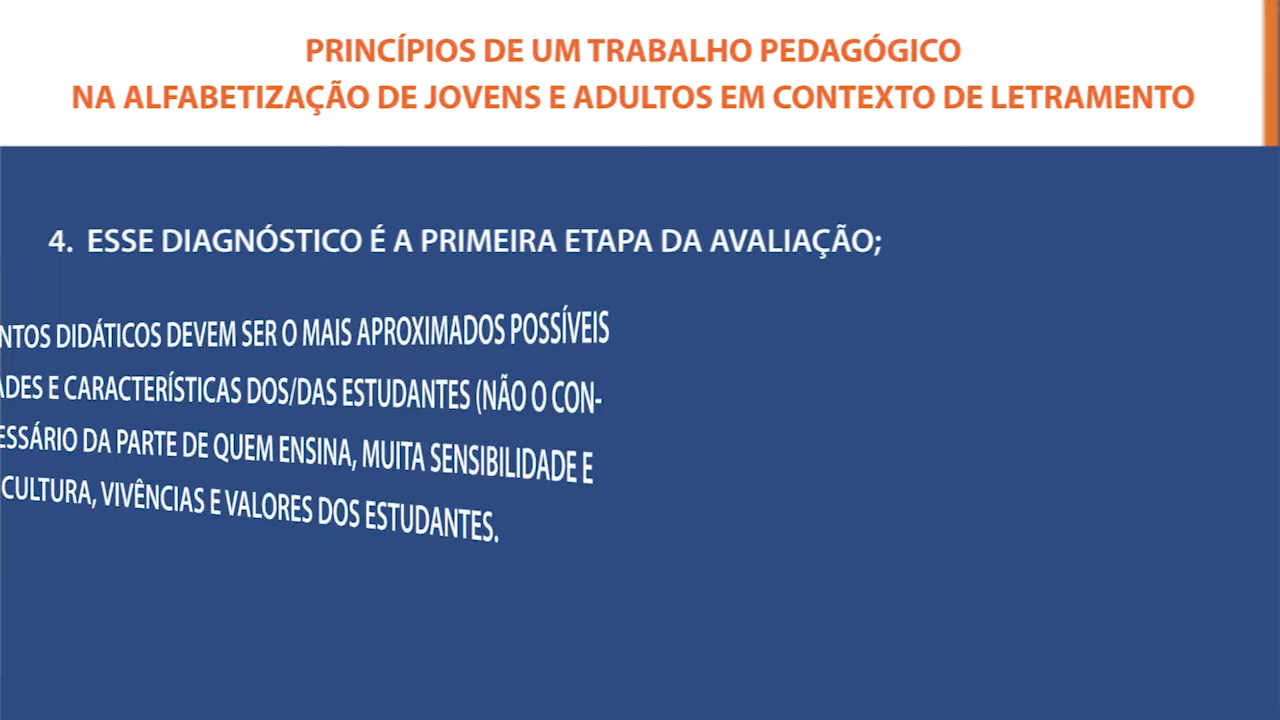 PRINCÍPIOS DE UM TRABALHO PEDAGÓGICO
NA ALFABETIZAÇÃO DE JOVENS E ADULTOS EM CONTEXTO DE LETRAMENTO
4. ESSE DIAGNÓSTICO É A PRIMEIRA ETAPA DA AVALIAÇÃO;
NTOS DIDÁTICOS DEVEM SER O MAIS APROXIMADOS POSSÍVEIS
ADES E CARACTERÍSTICAS DOS/DAS ESTUDANTES (NÃO O CON-
ESSÁRIO DA PARTE DE QUEM ENSINA, MUITA SENSIBILIDADE E
CULTURA, VIVÊNCIAS E VALORES DOS ESTUDANTES.